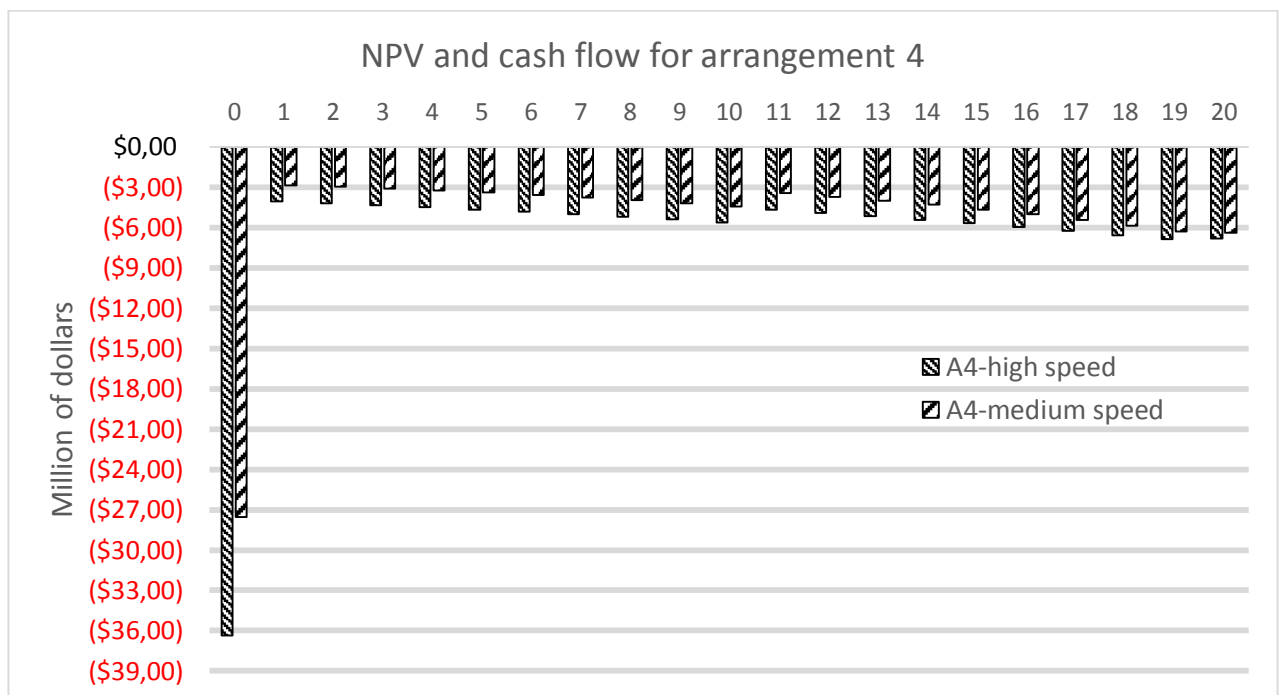 NPV and cash flow for arrangement 4
0 1 2 3 4 5 6 7 8 9 10 11 12 13 14 15 16 17 18 19 20
$0,00
($3,00)
($6,00)
($9,00)
($12,00)
($15,00)
($18,00)
($21,00)
($24,00)
($27,00)
($30,00)
($33,00)
($36,00)
($39,00)
Million of dollars
A4-high speed
A4-medium speed